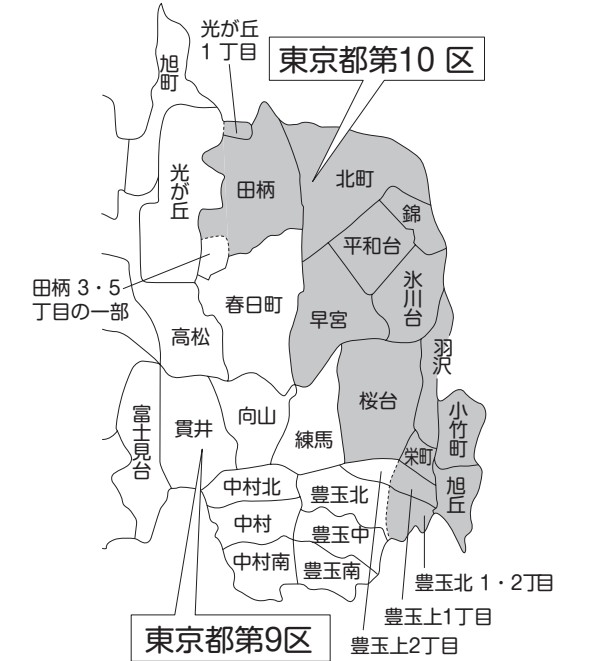 光が丘
1 丁目
東京都第10 区
旭町
光が丘
田柄
北町
錦
平和台
氷川台
田柄 3・5
丁目の一部
春日町
早宮
高松
羽沢
桜台
小竹町
富士見台
貫井
向山
練馬
栄町
旭丘
中村北
豊玉北
中村
豊玉中
中村南
豊玉南
豊玉北 1・2丁目
豊玉上1丁目
東京都第9区
豊玉上2丁目